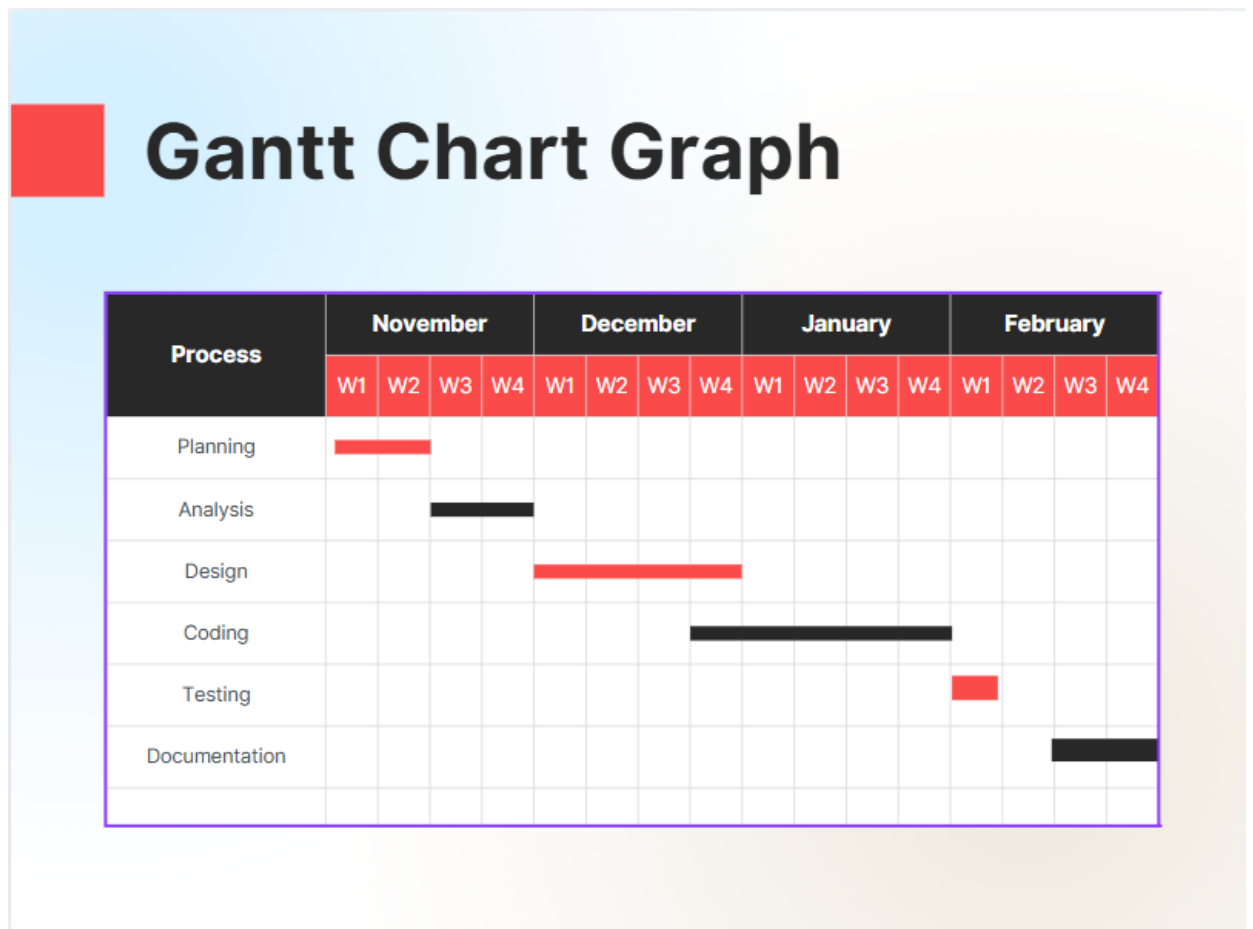 Gantt Chart Graph
Process November December January February
W1 W2 W3 W4 W1 W2 W3 W4 W1 W2 W3 W4 W1 W2 W3 W4
Planning
Analysis
Design
Coding
Testing
Documentation